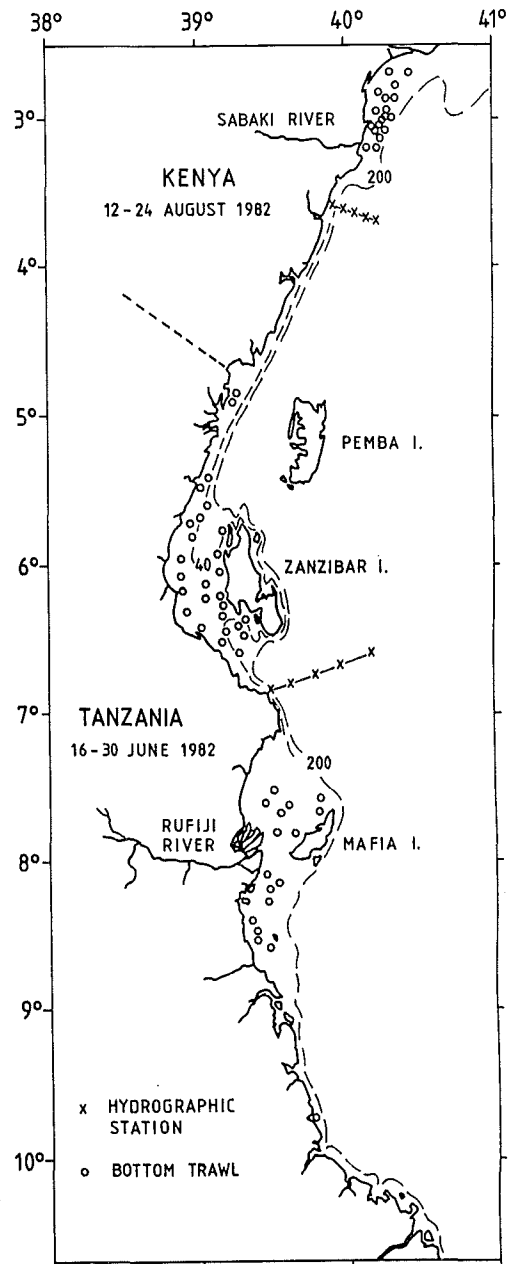 38° 39° 40° 41°
3°
SABAKI RIVER
KENYA
200
12-24 AUGUST 1982
4°
5°
PEMBA I.
40
6°
ZANZIBAR I.
7°
TANZANIA
16-30 JUNE 1982
200
RUFIJI
RIVER
MAFIA I.
8°
9°
x HYDROGRAPHIC
STATION
o BOTTOM TRAWL
10°